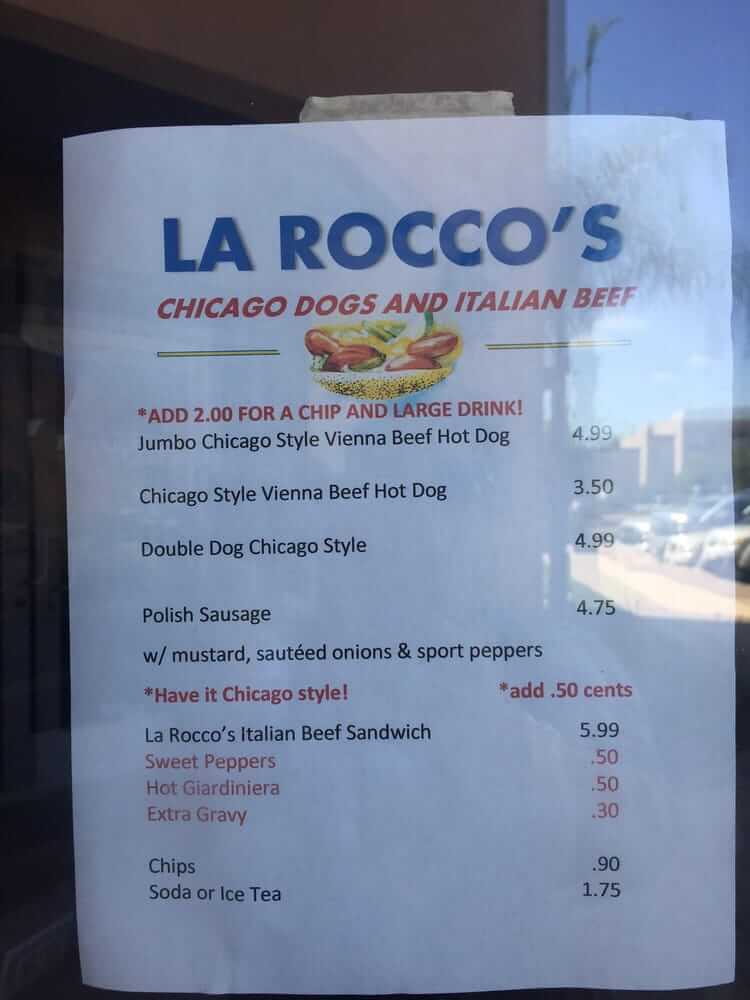 LA ROCCO'S
CHICAGO DOGS AND ITALIAN BEEF
*ADD 2.00 FOR A CHIP AND LARGE DRINK!
Jumbo Chicago Style Vienna Beef Hot Dog 4.99
Chicago Style Vienna Beef Hot Dog 3.50
Double Dog Chicago Style 4.99
Polish Sausage 4.75
w/ mustard, sautéed onions & sport peppers
*Have it Chicago style! *add .50 cents
La Rocco's Italian Beef Sandwich 5.99
Sweet Peppers .50
Hot Giardiniera .50
Extra Gravy .30
Chips .90
Soda or Ice Tea 1.75